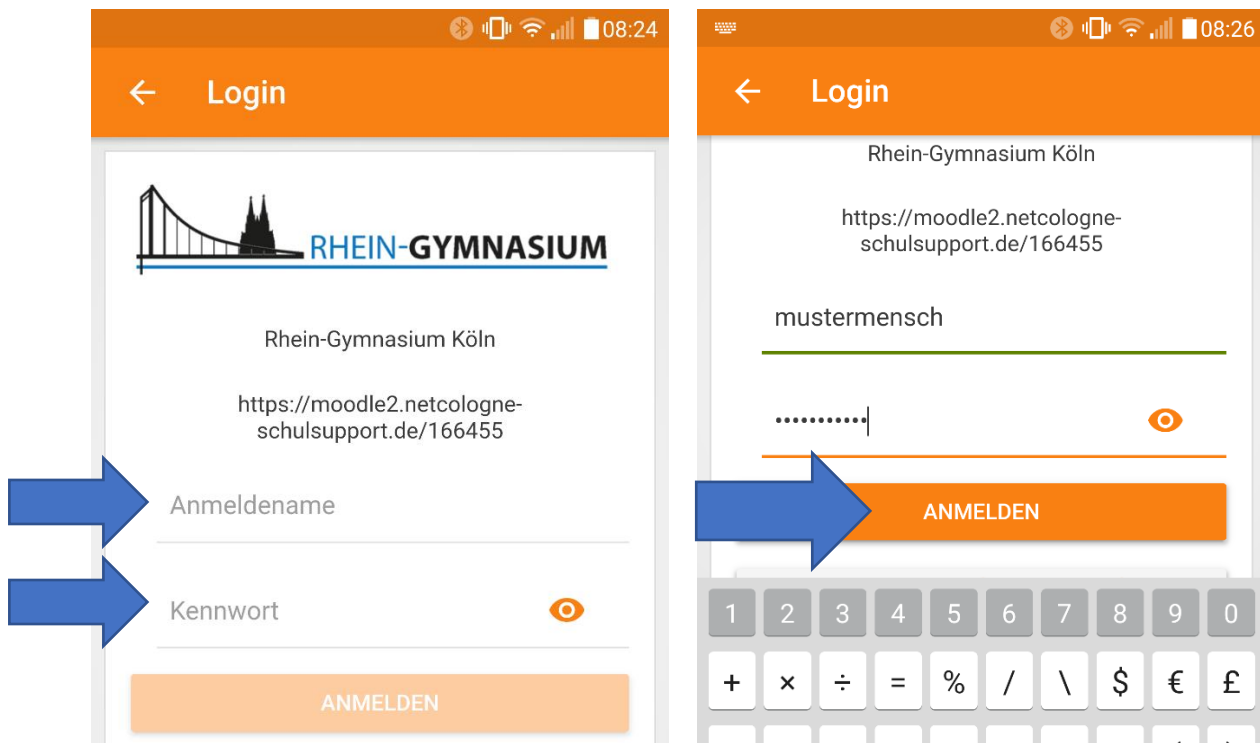 08:24
Login
RHEIN-GYMNASIUM
Rhein-Gymnasium Köln
https://moodle2.netcologne-
schulsupport.de/166455
Anmeldename
Kennwort
ANMELDEN
08:26
Login
Rhein-Gymnasium Köln
https://moodle2.netcologne-
schulsupport.de/166455
mustermensch
•••••••••••
ANMELDEN
1 2 3 4 5 6 7 8 9 0
+ × ÷ = % / \ $ € £